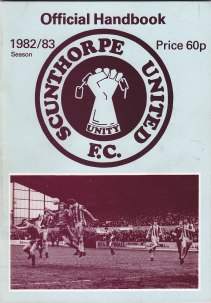 Official Handbook
1982/83
Season
Price 60p
SCUNTHORPE UNITED
F.C.
UNITY